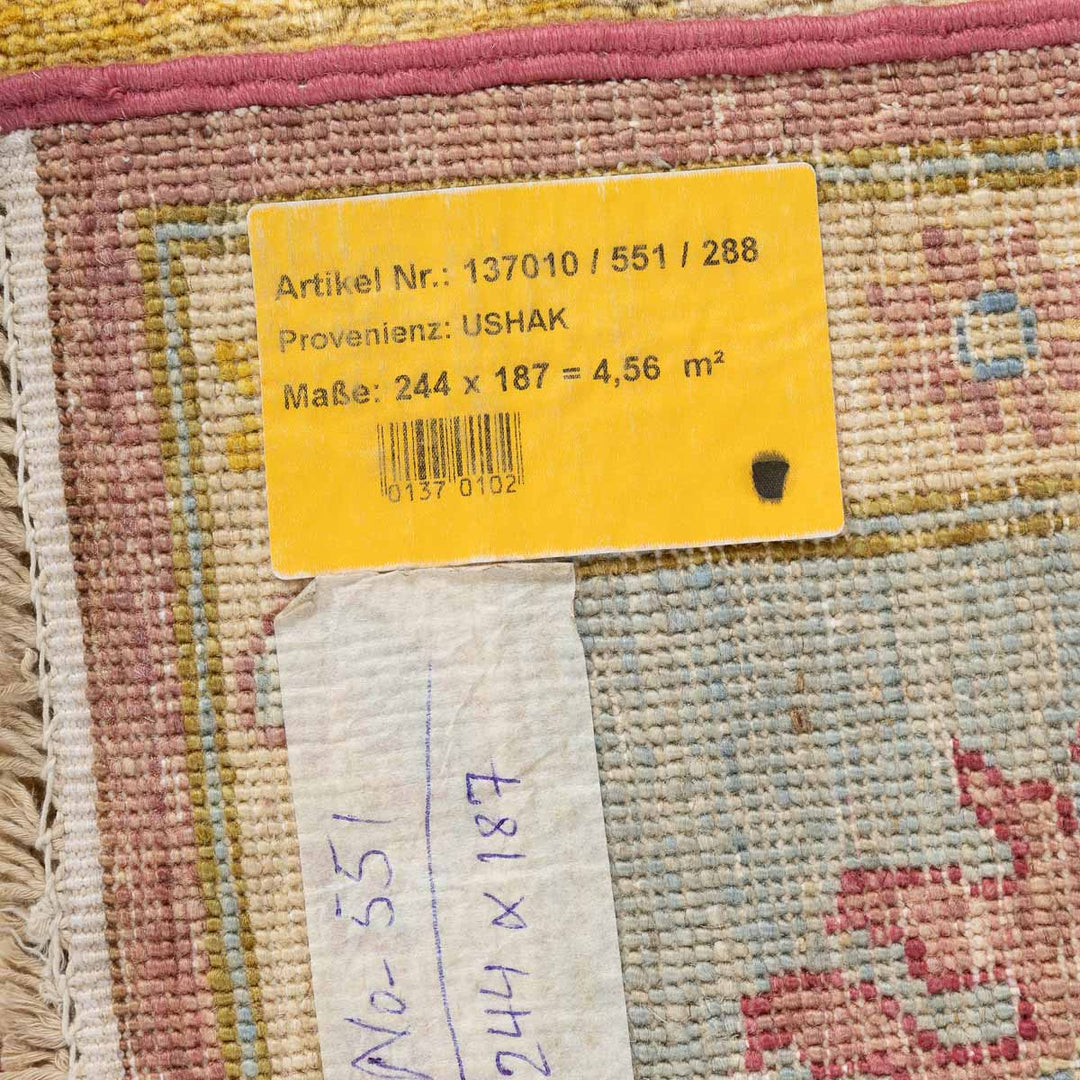 Artikel Nr.: 137010 / 551 / 288
Provenienz: USHAK
Maße: 244 x 187 = 4,56 m²
0137 0102
No- 551
244 x 187